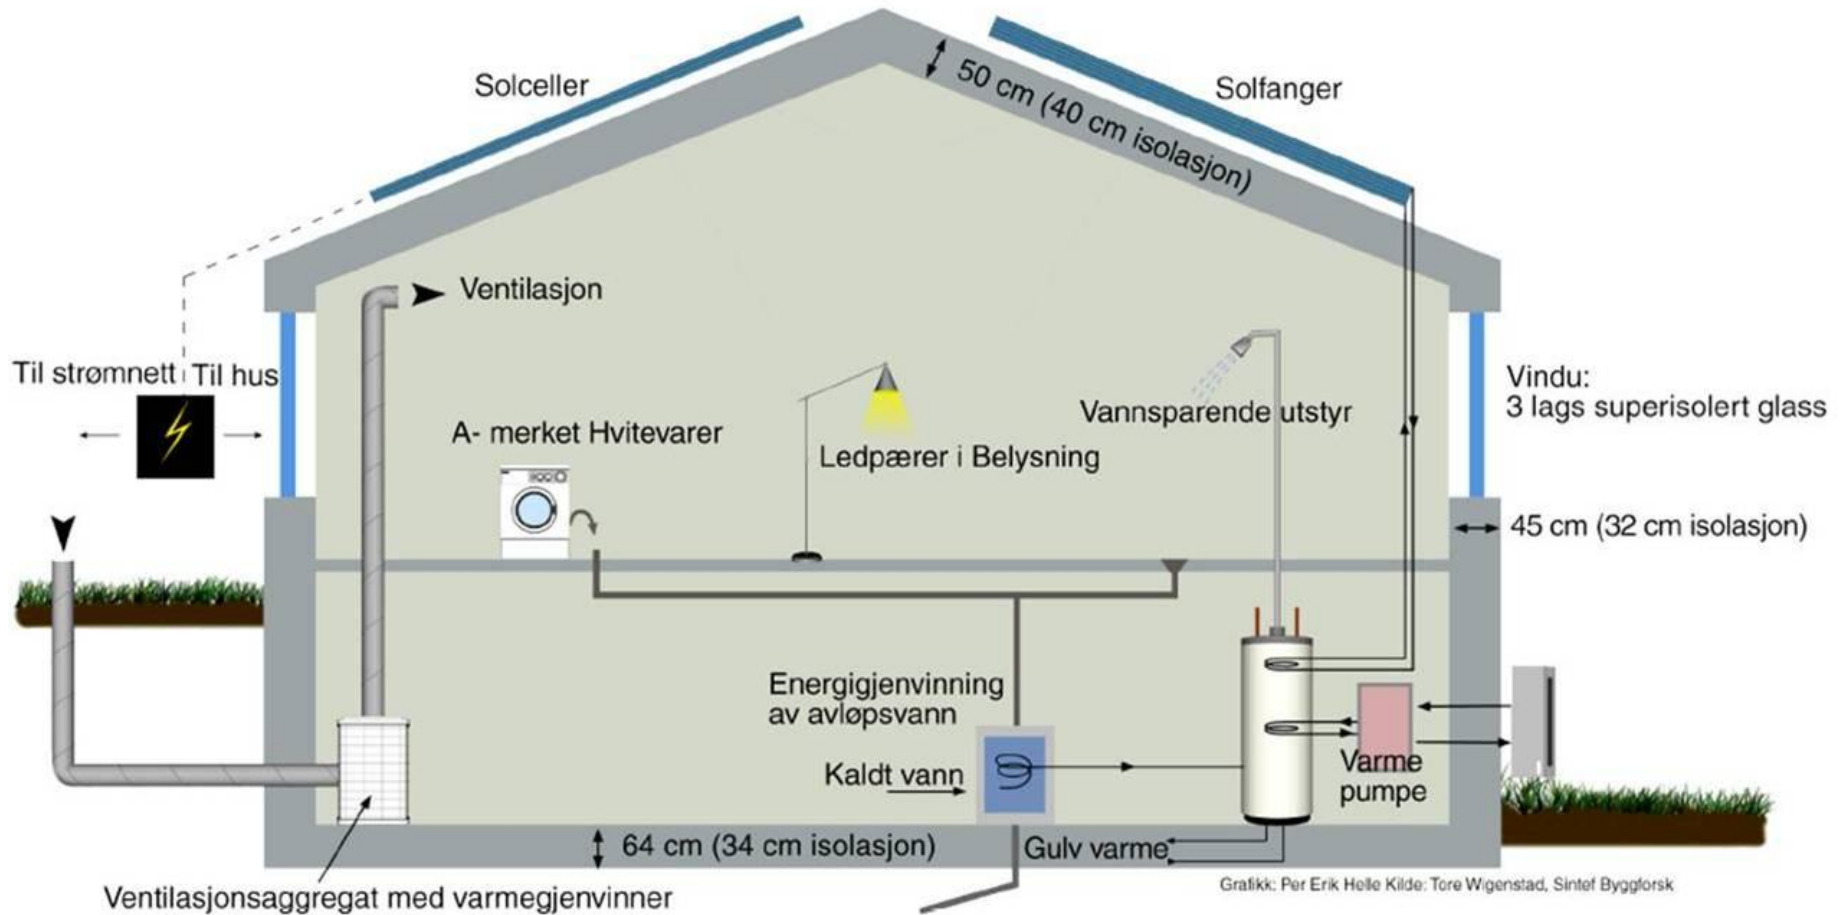 Solceller
Solfanger
50 cm (40 cm isolasjon)
Ventilasjon
Til strømnett
Til hus
Vindu:
3 lags superisolert glass
Vannsparende utstyr
A- merket Hvitevarer
Ledpærer i Belysning
45 cm (32 cm isolasjon)
Energigjenvinning
av avløpsvann
Kaldt vann
Varme
pumpe
64 cm (34 cm isolasjon)
Gulv varme
Ventilasjonsaggregat med varmegjenvinner
Grafikk: Per Erik Helle Kilde: Tore Wigenstad, Sintef Byggforsk